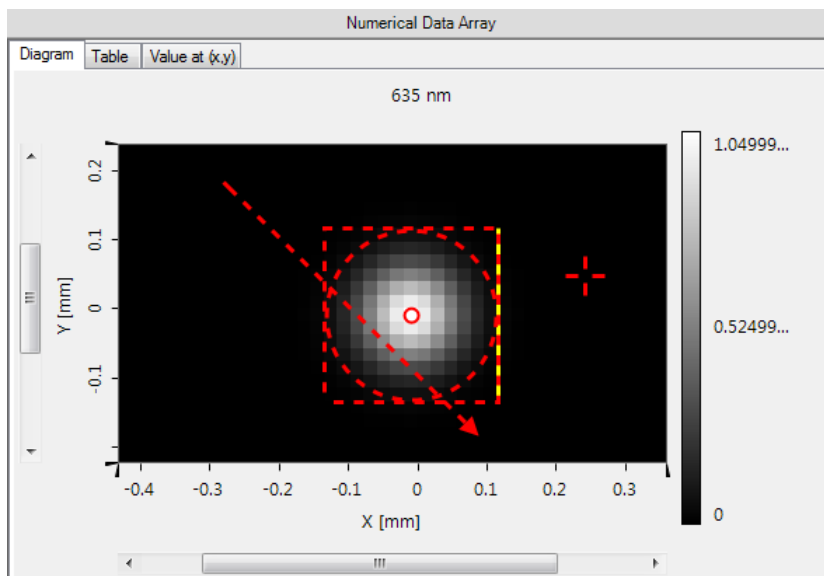 Numerical Data Array
Diagram Table Value at (x,y)
635 nm
1.04999...
0.52499...
0
Y [mm]
0.2
0.1
0
-0.1
-0.4 -0.3 -0.2 -0.1 0 0.1 0.2 0.3
X [mm]